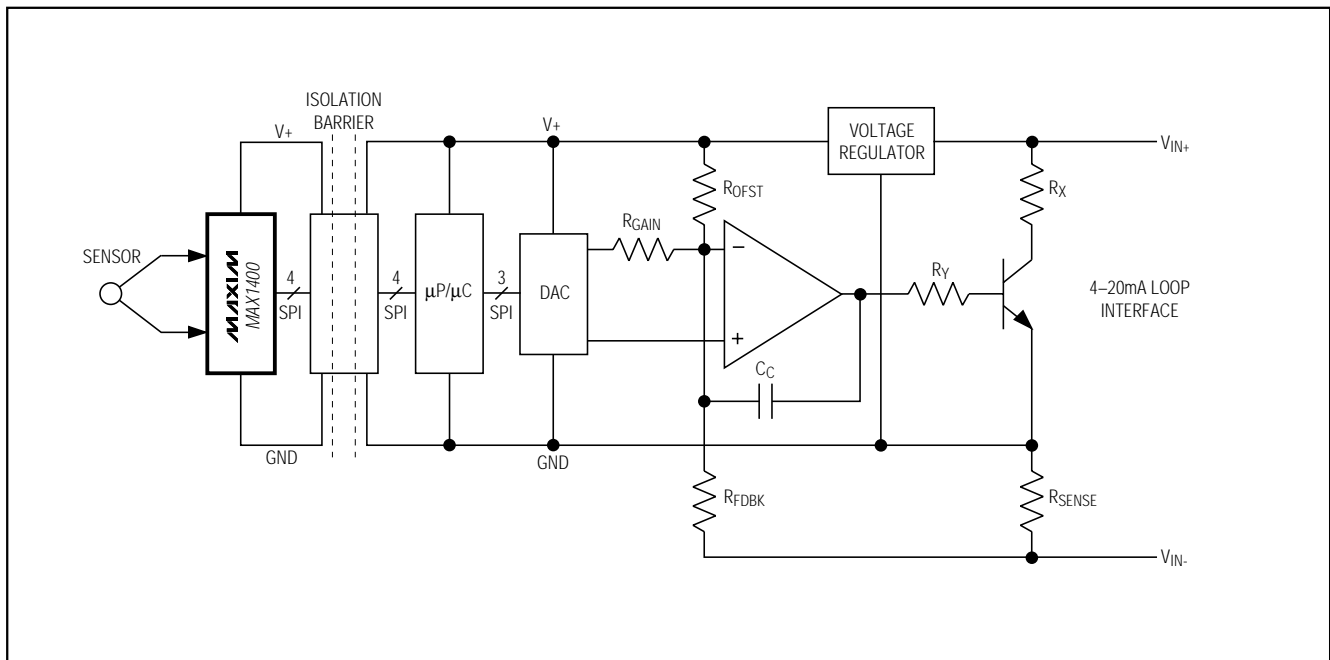 ISOLATION
BARRIER
V+
V+
VOLTAGE
REGULATOR
VIN+
ROFST
RX
RGAIN
SENSOR
MAXIM
MAX1400
4
SPI
4
SPI
µP/µC
3
SPI
DAC
−
+
RY
4–20mA LOOP
INTERFACE
CC
GND
GND
RFDBK
RSENSE
VIN-